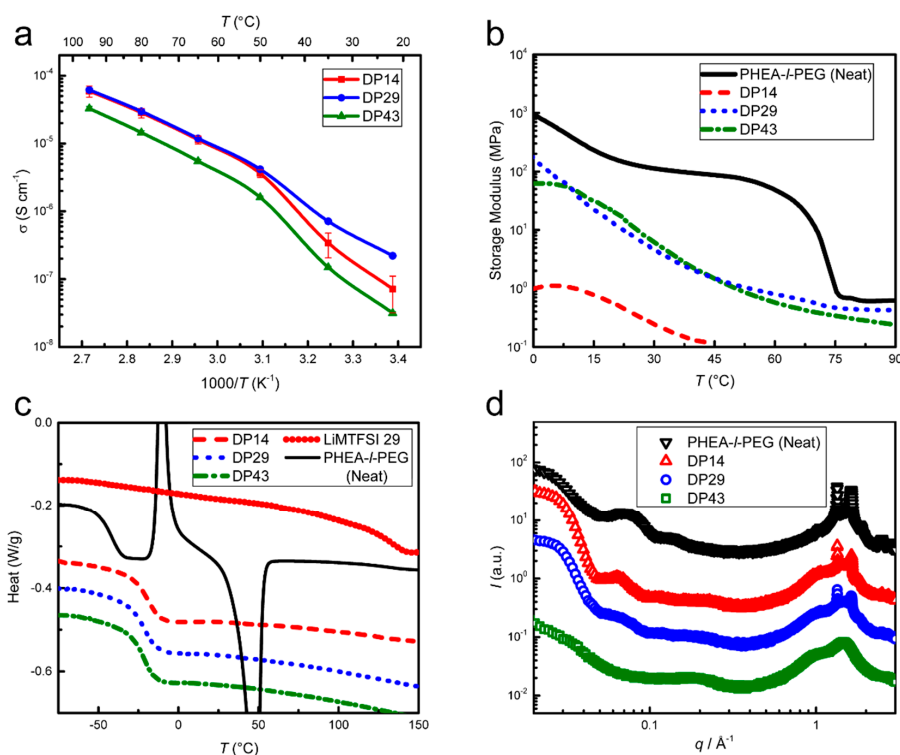 a
T (°C)
100 90 80 70 60 50 40 30 20
10⁻⁴
10⁻⁵
10⁻⁶
10⁻⁷
10⁻⁸
σ (S cm⁻¹)
DP14
DP29
DP43
2.7 2.8 2.9 3.0 3.1 3.2 3.3 3.4
1000/T (K⁻¹)
b
10⁴
10³
10²
10¹
10⁰
10⁻¹
Storage Modulus (MPa)
PHEA-l-PEG (Neat)
DP14
DP29
DP43
0 15 30 45 60 75 90
T (°C)
c
0.0
-0.2
-0.4
-0.6
Heat (W/g)
DP14
DP29
DP43
LiMTFSI 29
PHEA-l-PEG
(Neat)
-75 -50 0 50 100 150
T (°C)
d
10²
10¹
10⁰
10⁻¹
10⁻²
I (a.u.)
PHEA-l-PEG (Neat)
DP14
DP29
DP43
0.1 1
q / Å⁻¹